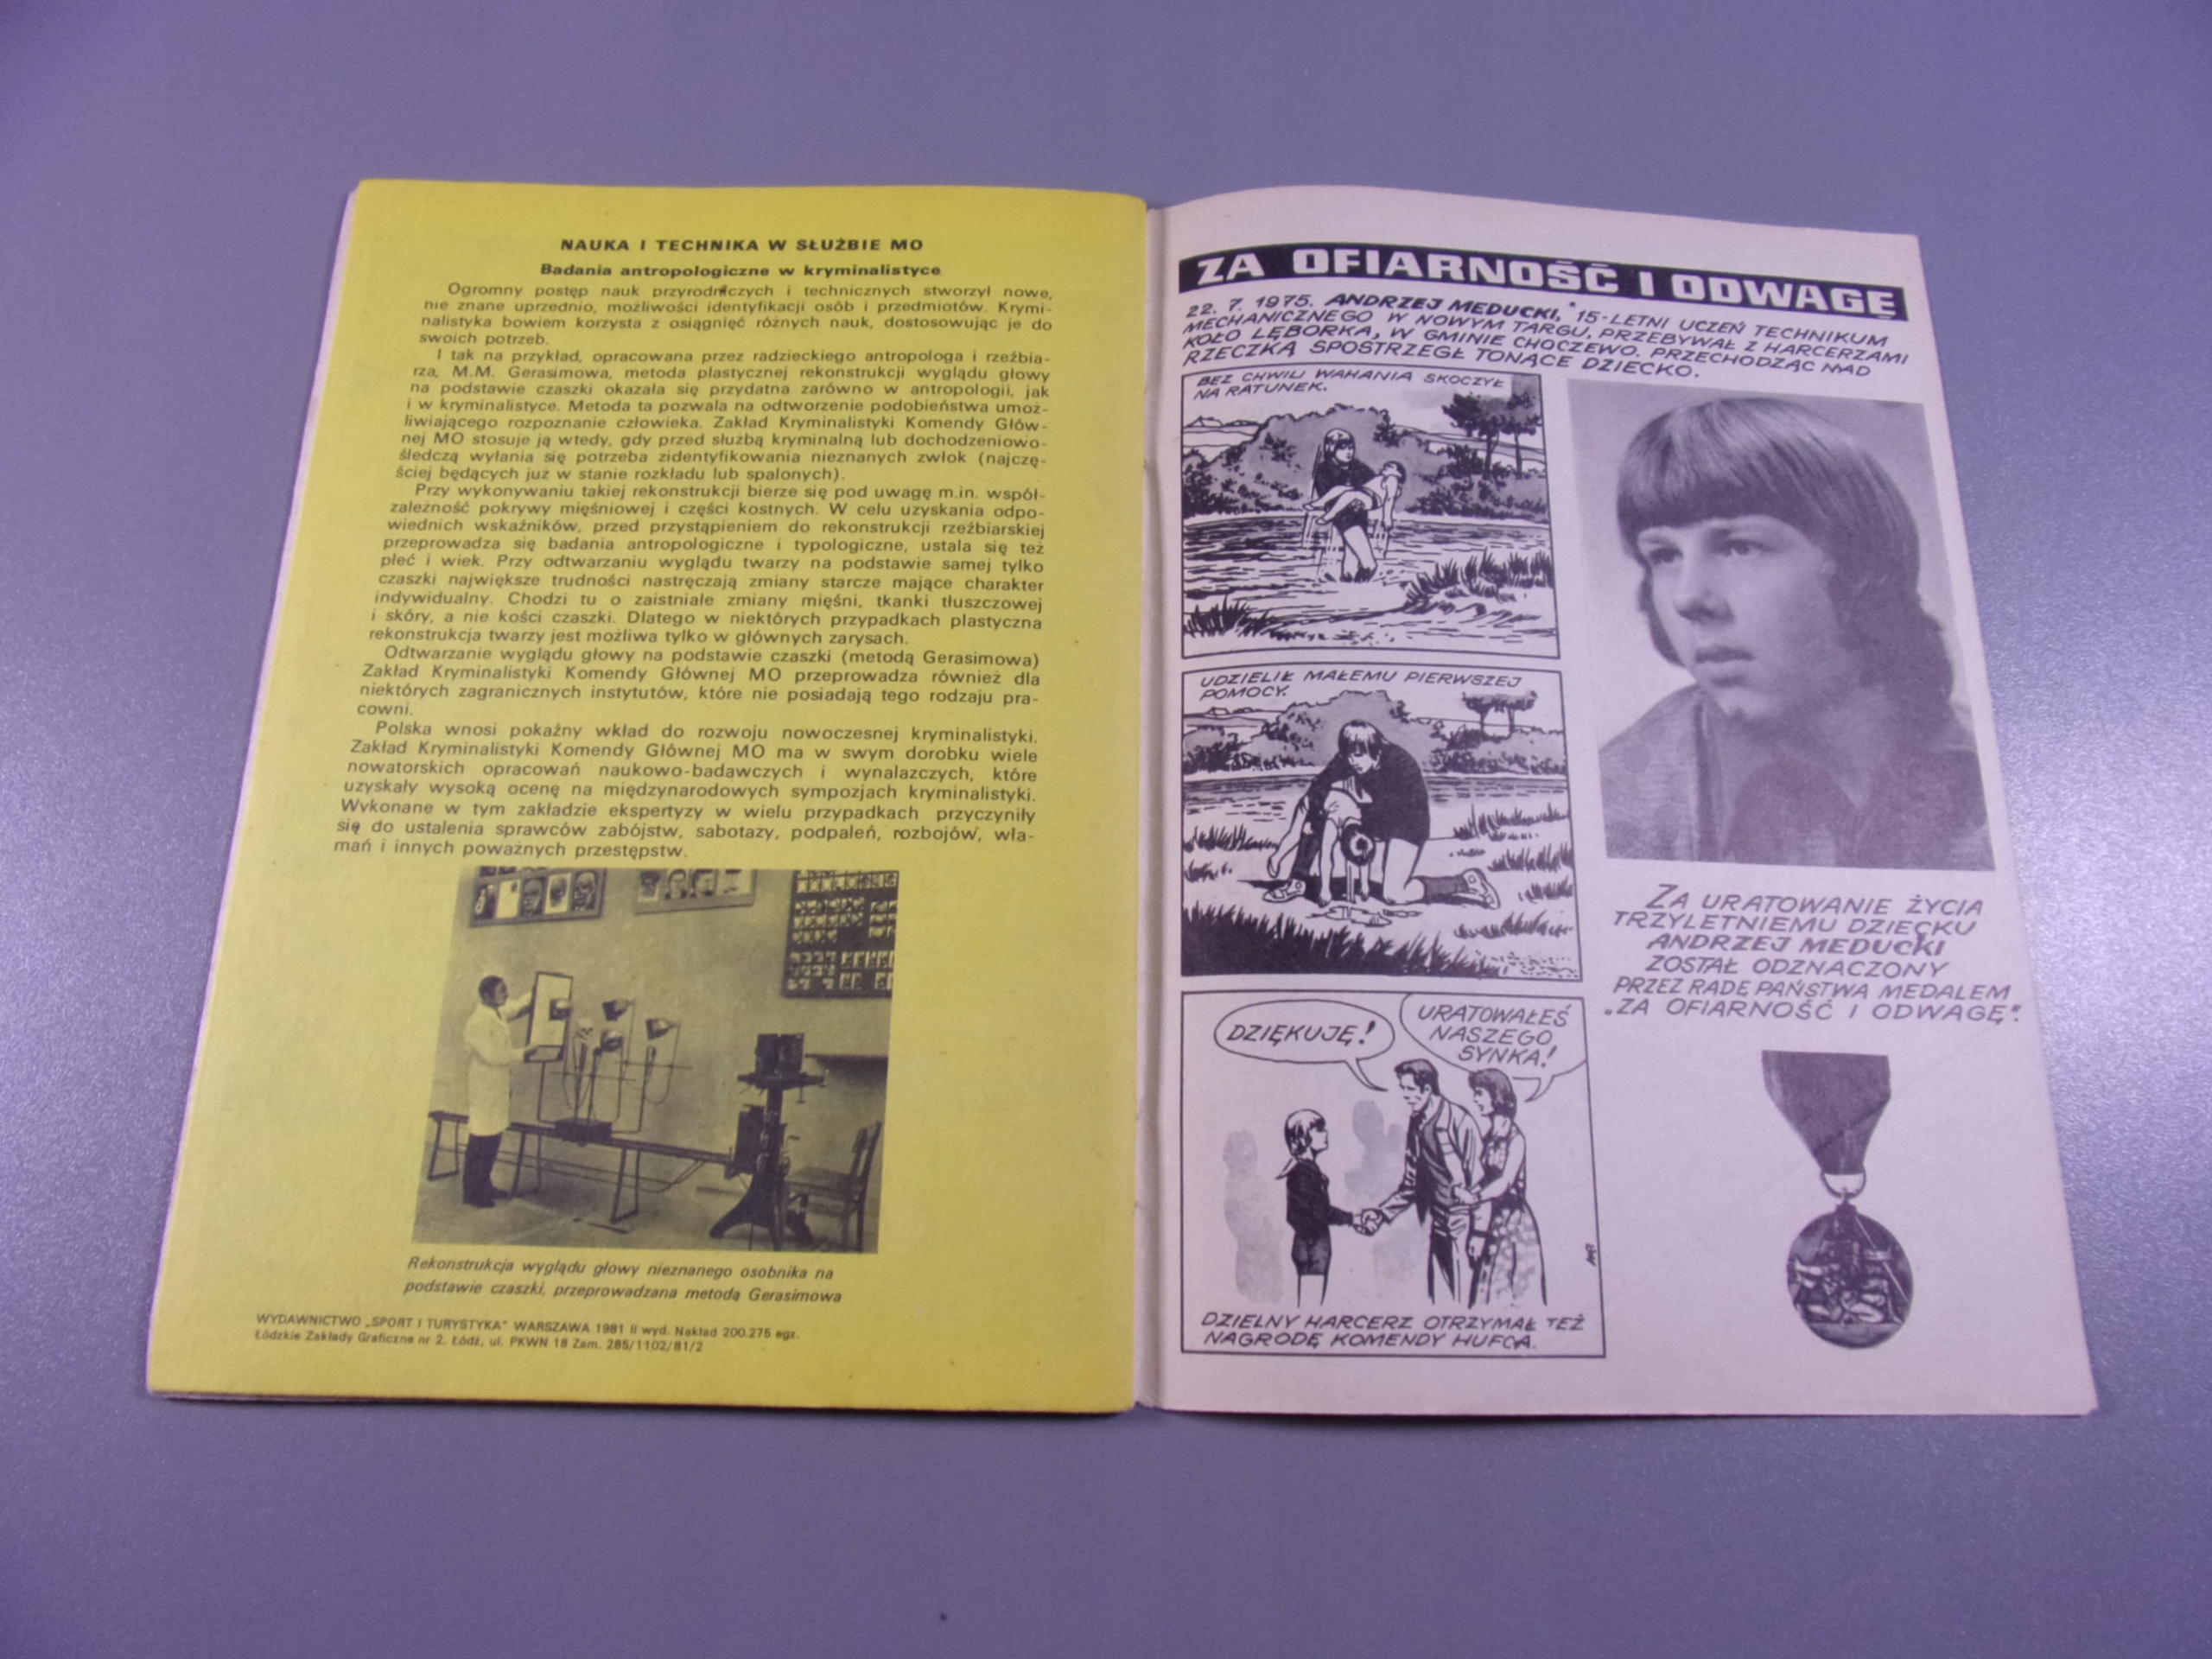 NAUKA I TECHNIKA W SŁUŻBIE MO
Badania antropologiczne w kryminalistyce
Ogromny postęp nauk przyrodniczych i technicznych stworzył nowe,
nie znane uprzednio, możliwości identyfikacji osób i przedmiotów. Krymi-
nalistyka bowiem korzysta z osiągnięć różnych nauk, dostosowując je do
swoich potrzeb.
I tak na przykład, opracowana przez radzieckiego antropologa i rzeźbia-
rza, M.M. Gerasimowa, metoda plastycznej rekonstrukcji wyglądu głowy
na podstawie czaszki okazała się przydatna zarówno w antropologii, jak
i w kryminalistyce. Metoda ta pozwala na odtworzenie podobieństwa umoż-
liwiającego rozpoznanie człowieka. Zakład Kryminalistyki Komendy Głów-
nej MO stosuje ją wtedy, gdy przed służbą kryminalną lub dochodzeniowo-
śledczą wyłania się potrzeba zidentyfikowania nieznanych zwłok (najczę-
ściej będących już w stanie rozkładu lub spalonych).
Przy wykonywaniu takiej rekonstrukcji bierze się pod uwagę m.in. współ-
zależność pokrywy mięśniowej i części kostnych. W celu uzyskania odpo-
wiednich wskaźników, przed przystąpieniem do rekonstrukcji rzeźbiarskiej
przeprowadza się badania antropologiczne i typologiczne, ustala się też
płeć i wiek. Przy odtwarzaniu wyglądu twarzy na podstawie samej tylko
czaszki największe trudności nastręczają zmiany starcze mające charakter
indywidualny. Chodzi tu o zaistniałe zmiany mięśni, tkanki tłuszczowej
i skóry, a nie kości czaszki. Dlatego w niektórych przypadkach plastyczna
rekonstrukcja twarzy jest możliwa tylko w głównych zarysach.
Odtwarzanie wyglądu głowy na podstawie czaszki (metodą Gerasimowa)
Zakład Kryminalistyki Komendy Głównej MO przeprowadza również dla
niektórych zagranicznych instytutów, które nie posiadają tego rodzaju pra-
cowni.
Polska wnosi pokaźny wkład do rozwoju nowoczesnej kryminalistyki.
Zakład Kryminalistyki Komendy Głównej MO ma w swym dorobku wiele
nowatorskich opracowań naukowo-badawczych i wynalazczych, które
uzyskały wysoką ocenę na międzynarodowych sympozjach kryminalistyki.
Wykonane w tym zakładzie ekspertyzy w wielu przypadkach przyczyniły
się do ustalenia sprawców zabójstw, sabotaży, podpaleń, rozbojów, wła-
mań i innych poważnych przestępstw.
Rekonstrukcja wyglądu głowy nieznanego osobnika na
podstawie czaszki, przeprowadzana metodą Gerasimowa
WYDAWNICTWO „SPORT I TURYSTYKA" WARSZAWA 1981 II wyd. Nakład 200.275 egz.
Łódzkie Zakłady Graficzne nr 2. Łódź, ul. PKWN 18 Zam. 285/1102/81/2
ZA OFIARNOŚĆ I ODWAGĘ
22. 7. 1975. ANDRZEJ MEDUCKI, 15-LETNI UCZEŃ TECHNIKUM
MECHANICZNEGO W NOWYM TARGU, PRZEBYWAŁ Z HARCERZAMI
KOŁO LĘBORKA, W GMINIE CHOCZEWO. PRZECHODZĄC NAD
RZECZKĄ SPOSTRZEGŁ TONĄCE DZIECKO.
BEZ CHWILI WAHANIA SKOCZYŁ
NA RATUNEK.
UDZIELIŁ MAŁEMU PIERWSZEJ
POMOCY.
DZIĘKUJĘ!
URATOWAŁEŚ
NASZEGO
SYNKA!
DZIELNY HARCERZ OTRZYMAŁ TEŻ
NAGRODĘ KOMENDY HUFCA.
ZA URATOWANIE ŻYCIA
TRZYLETNIEMU DZIECKU
ANDRZEJ MEDUCKI
ZOSTAŁ ODZNACZONY
PRZEZ RADĘ PAŃSTWA MEDALEM
„ZA OFIARNOŚĆ I ODWAGĘ".